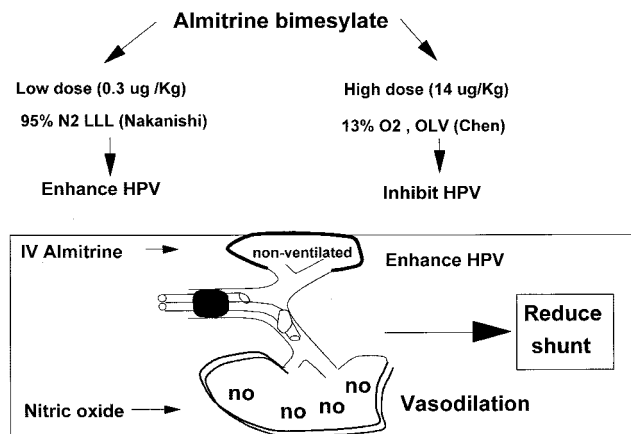 Almitrine bimesylate
Low dose (0.3 ug /Kg)
95% N2 LLL (Nakanishi)
Enhance HPV
High dose (14 ug/Kg)
13% O2 , OLV (Chen)
Inhibit HPV
IV Almitrine
non-ventilated
Enhance HPV
Reduce
shunt
no
no
no
no
Nitric oxide
Vasodilation